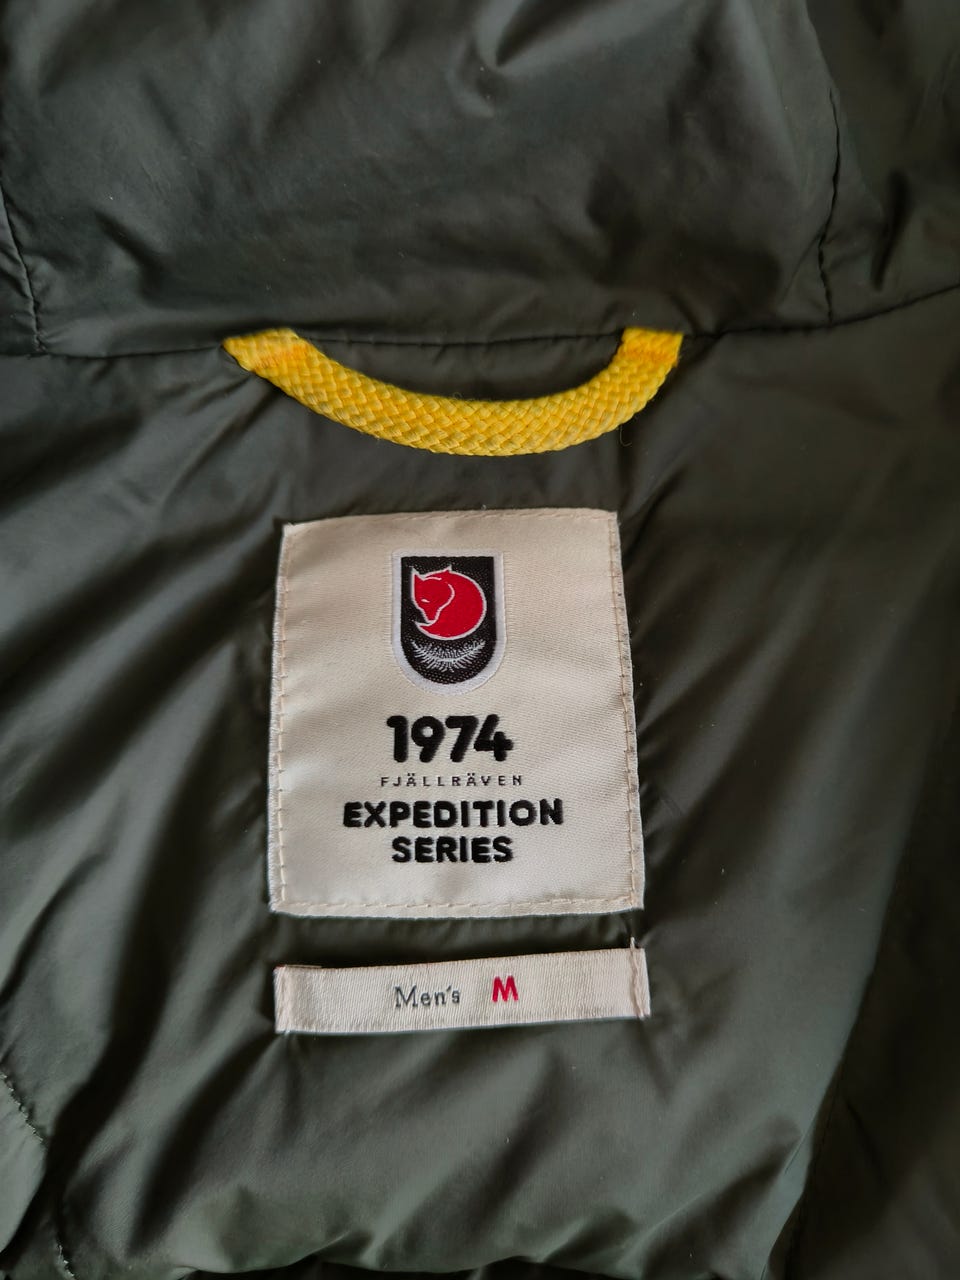 1974
FJÄLLRÄVEN
EXPEDITION
SERIES
Men's M